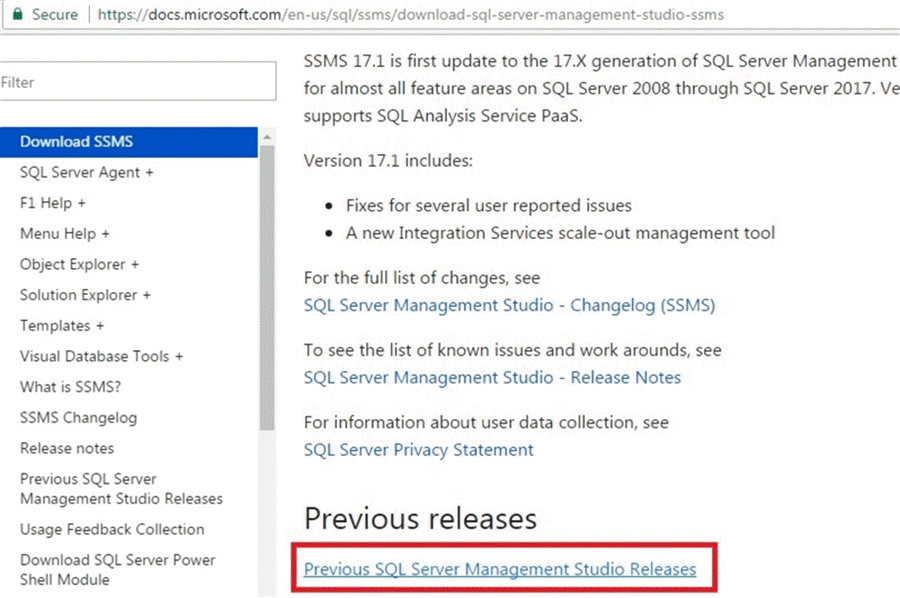 Secure https://docs.microsoft.com/en-us/sql/ssms/download-sql-server-management-studio-ssms
Filter
Download SSMS
SQL Server Agent +
F1 Help +
Menu Help +
Object Explorer +
Solution Explorer +
Templates +
Visual Database Tools +
What is SSMS?
SSMS Changelog
Release notes
Previous SQL Server
Management Studio Releases
Usage Feedback Collection
Download SQL Server Power
Shell Module
SSMS 17.1 is first update to the 17.X generation of SQL Server Management
for almost all feature areas on SQL Server 2008 through SQL Server 2017. Ve
supports SQL Analysis Service PaaS.
Version 17.1 includes:
• Fixes for several user reported issues
• A new Integration Services scale-out management tool
For the full list of changes, see
SQL Server Management Studio - Changelog (SSMS)
To see the list of known issues and work arounds, see
SQL Server Management Studio - Release Notes
For information about user data collection, see
SQL Server Privacy Statement
Previous releases
Previous SQL Server Management Studio Releases